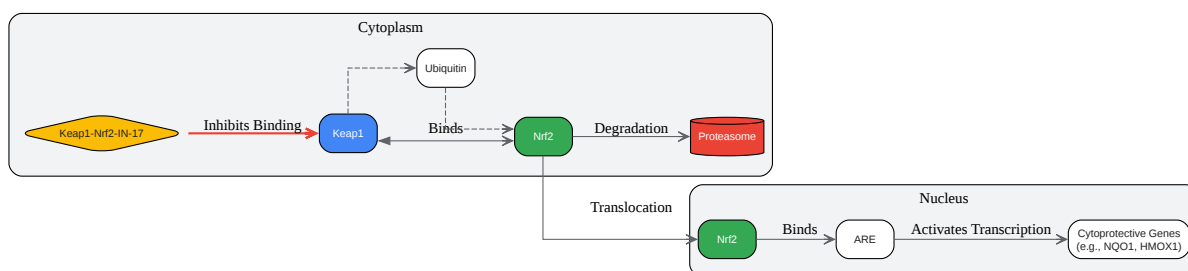 Cytoplasm
Ubiquitin
Keap1-Nrf2-IN-17
Inhibits Binding
Keap1
Binds
Nrf2
Degradation
Proteasome
Translocation
Nucleus
Nrf2
Binds
ARE
Activates Transcription
Cytoprotective Genes
(e.g., NQO1, HMOX1)